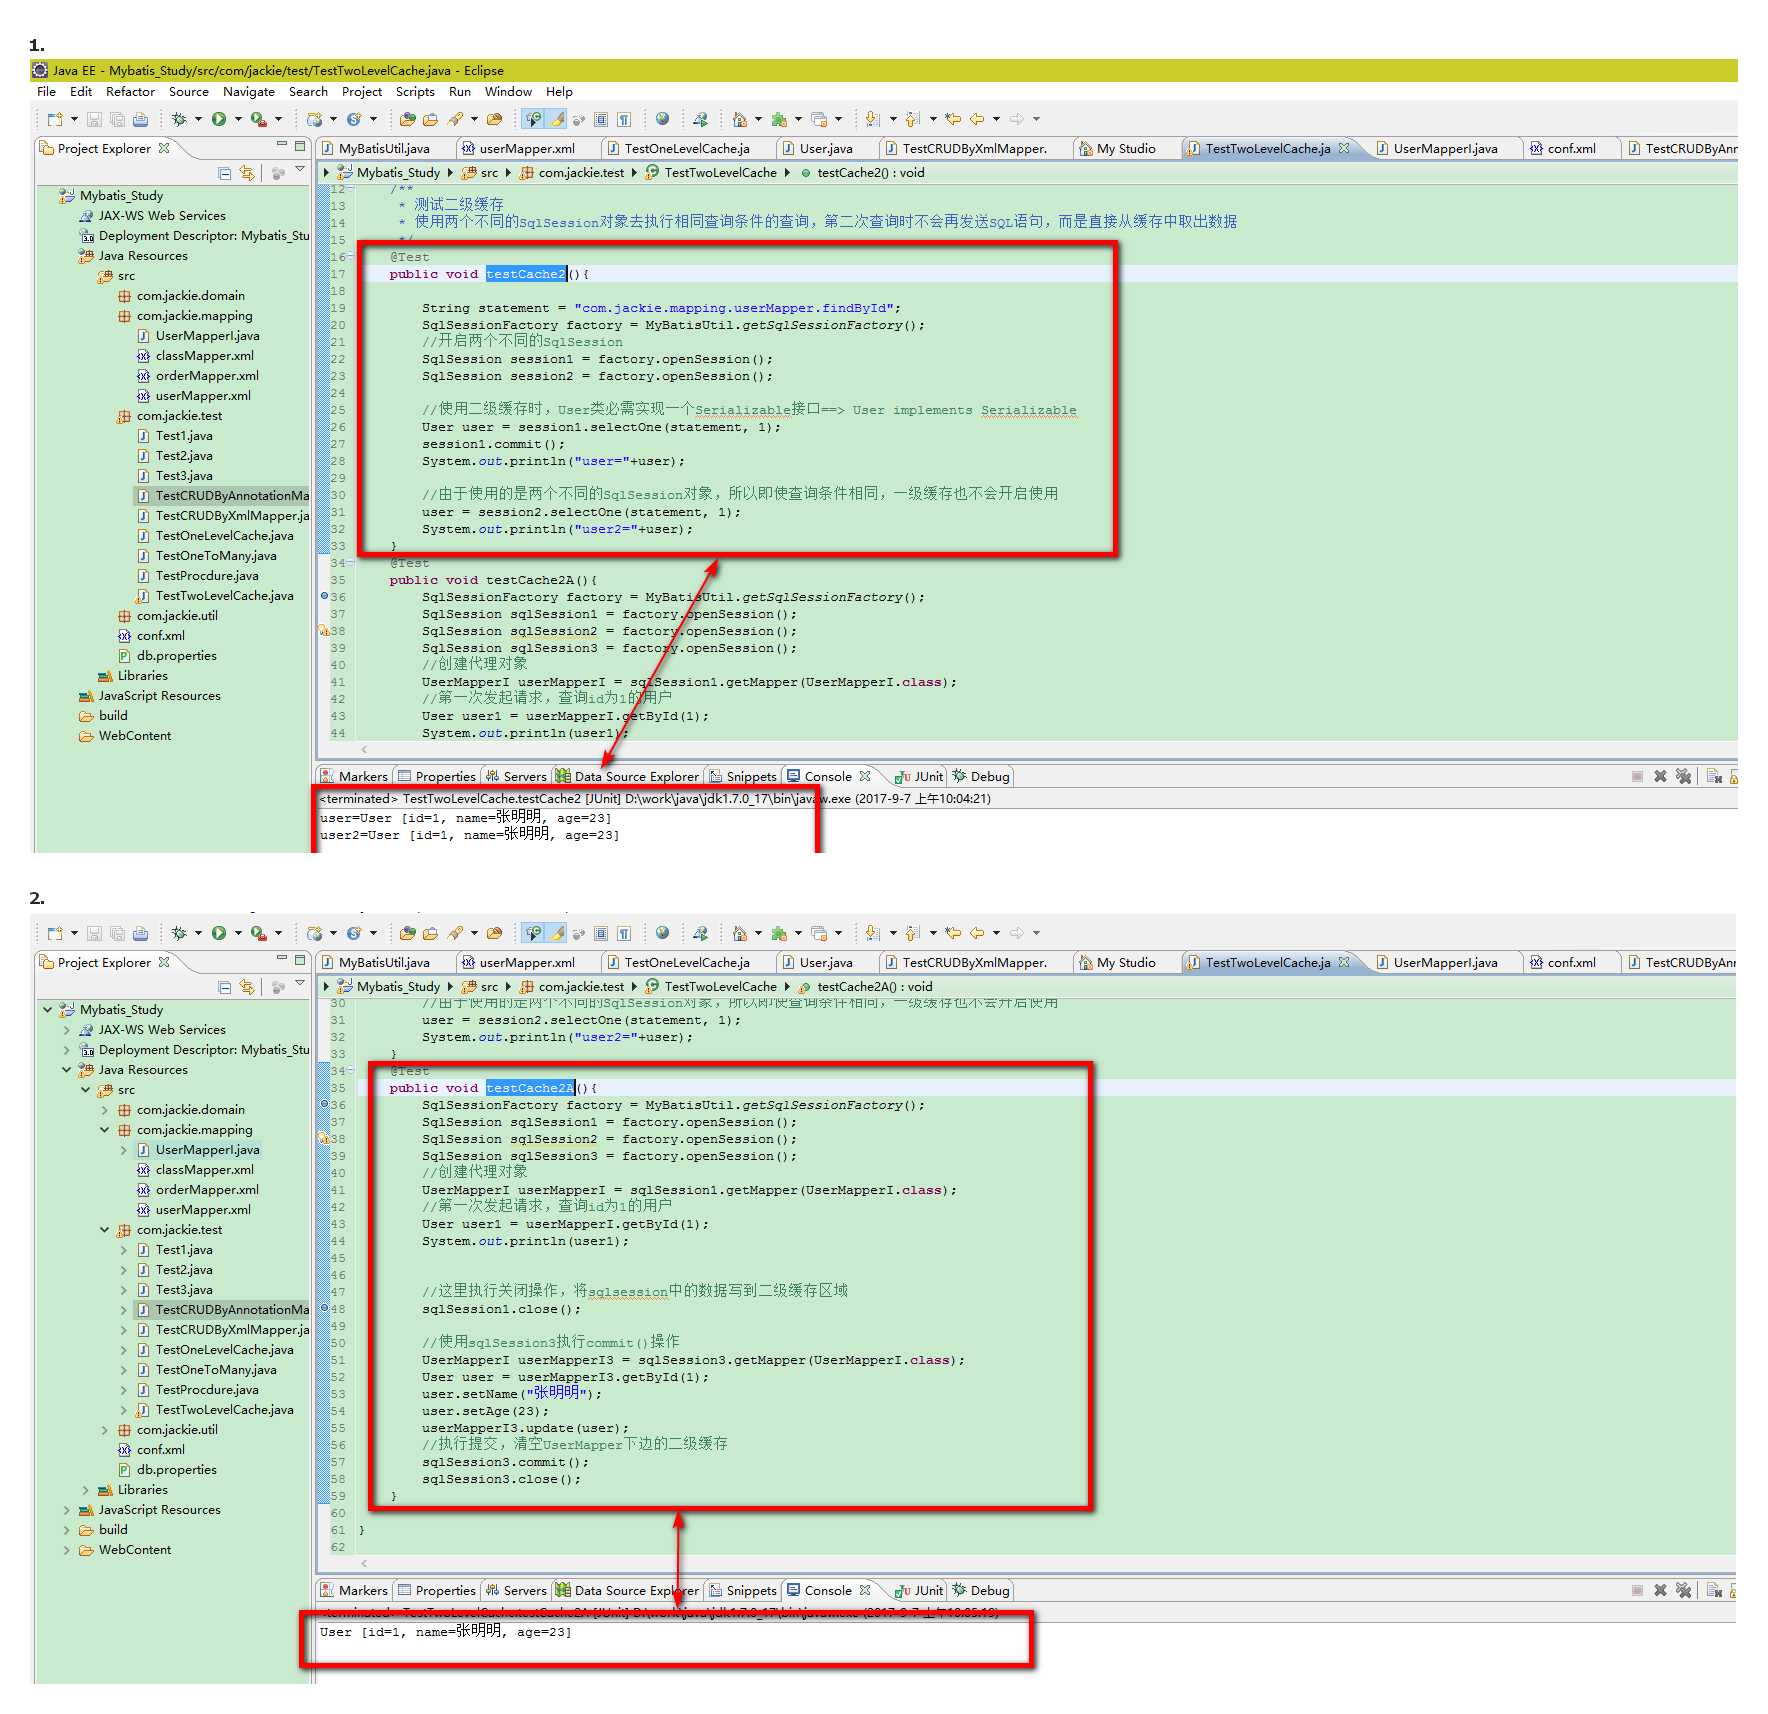 1.
Java EE - Mybatis_Study/src/com/jackie/test/TestTwoLevelCache.java - Eclipse
File Edit Refactor Source Navigate Search Project Scripts Run Window Help
Project Explorer
MyBatisUtil.java userMapper.xml TestOneLevelCache.ja User.java TestCRUDByXmlMapper. My Studio TestTwoLevelCache.ja UserMapperI.java conf.xml TestCRUDByAnn
Mybatis_Study src com.jackie.test TestTwoLevelCache testCache2() : void
Mybatis_Study
JAX-WS Web Services
Deployment Descriptor: Mybatis_Stu
Java Resources
src
com.jackie.domain
com.jackie.mapping
UserMapperI.java
classMapper.xml
orderMapper.xml
userMapper.xml
com.jackie.test
Test1.java
Test2.java
Test3.java
TestCRUDByAnnotationMa
TestCRUDByXmlMapper.ja
TestOneLevelCache.java
TestOneToMany.java
TestProcdure.java
TestTwoLevelCache.java
com.jackie.util
conf.xml
db.properties
Libraries
JavaScript Resources
build
WebContent
12 /**
13 * 测试二级缓存
14 * 使用两个不同的SqlSession对象去执行相同查询条件的查询，第二次查询时不会再发送SQL语句，而是直接从缓存中取出数据
15 */
16 @Test
17 public void testCache2(){
18
19 String statement = "com.jackie.mapping.userMapper.findById";
20 SqlSessionFactory factory = MyBatisUtil.getSqlSessionFactory();
21 //开启两个不同的SqlSession
22 SqlSession session1 = factory.openSession();
23 SqlSession session2 = factory.openSession();
24
25 //使用二级缓存时，User类必需实现一个Serializable接口==> User implements Serializable
26 User user = session1.selectOne(statement, 1);
27 session1.commit();
28 System.out.println("user="+user);
29
30 //由于使用的是两个不同的SqlSession对象，所以即使查询条件相同，一级缓存也不会开启使用
31 user = session2.selectOne(statement, 1);
32 System.out.println("user2="+user);
33 }
34 @Test
35 public void testCache2A(){
36 SqlSessionFactory factory = MyBatisUtil.getSqlSessionFactory();
37 SqlSession sqlSession1 = factory.openSession();
38 SqlSession sqlSession2 = factory.openSession();
39 SqlSession sqlSession3 = factory.openSession();
40 //创建代理对象
41 UserMapperI userMapperI = sqlSession1.getMapper(UserMapperI.class);
42 //第一次发起请求，查询id为1的用户
43 User user1 = userMapperI.getById(1);
44 System.out.println(user1);
Markers Properties Servers Data Source Explorer Snippets Console JUnit Debug
<terminated> TestTwoLevelCache.testCache2 [JUnit] D:\work\java\jdk1.7.0_17\bin\javaw.exe (2017-9-7 上午10:04:21)
user=User [id=1, name=张明明, age=23]
user2=User [id=1, name=张明明, age=23]
2.
Project Explorer
MyBatisUtil.java userMapper.xml TestOneLevelCache.ja User.java TestCRUDByXmlMapper. My Studio TestTwoLevelCache.ja UserMapperI.java conf.xml TestCRUDByAnn
Mybatis_Study src com.jackie.test TestTwoLevelCache testCache2A() : void
Mybatis_Study
JAX-WS Web Services
Deployment Descriptor: Mybatis_Stu
Java Resources
src
com.jackie.domain
com.jackie.mapping
UserMapperI.java
classMapper.xml
orderMapper.xml
userMapper.xml
com.jackie.test
Test1.java
Test2.java
Test3.java
TestCRUDByAnnotationMa
TestCRUDByXmlMapper.ja
TestOneLevelCache.java
TestOneToMany.java
TestProcdure.java
TestTwoLevelCache.java
com.jackie.util
conf.xml
db.properties
Libraries
JavaScript Resources
build
WebContent
30 //由于使用的是两个不同的SqlSession对象，所以即使查询条件相同，一级缓存也不会开启使用
31 user = session2.selectOne(statement, 1);
32 System.out.println("user2="+user);
33 }
34 @Test
35 public void testCache2A(){
36 SqlSessionFactory factory = MyBatisUtil.getSqlSessionFactory();
37 SqlSession sqlSession1 = factory.openSession();
38 SqlSession sqlSession2 = factory.openSession();
39 SqlSession sqlSession3 = factory.openSession();
40 //创建代理对象
41 UserMapperI userMapperI = sqlSession1.getMapper(UserMapperI.class);
42 //第一次发起请求，查询id为1的用户
43 User user1 = userMapperI.getById(1);
44 System.out.println(user1);
45
46
47 //这里执行关闭操作，将sqlsession中的数据写到二级缓存区域
48 sqlSession1.close();
49
50 //使用sqlSession3执行commit()操作
51 UserMapperI userMapperI3 = sqlSession3.getMapper(UserMapperI.class);
52 User user = userMapperI3.getById(1);
53 user.setName("张明明");
54 user.setAge(23);
55 userMapperI3.update(user);
56 //执行提交，清空UserMapper下边的二级缓存
57 sqlSession3.commit();
58 sqlSession3.close();
59 }
60
61 }
62
Markers Properties Servers Data Source Explorer Snippets Console JUnit Debug
<terminated> TestTwoLevelCache.testCache2A [JUnit] D:\work\java\jdk1.7.0_17\bin\javaw.exe (2017-9-7 上午10:05:19)
User [id=1, name=张明明, age=23]